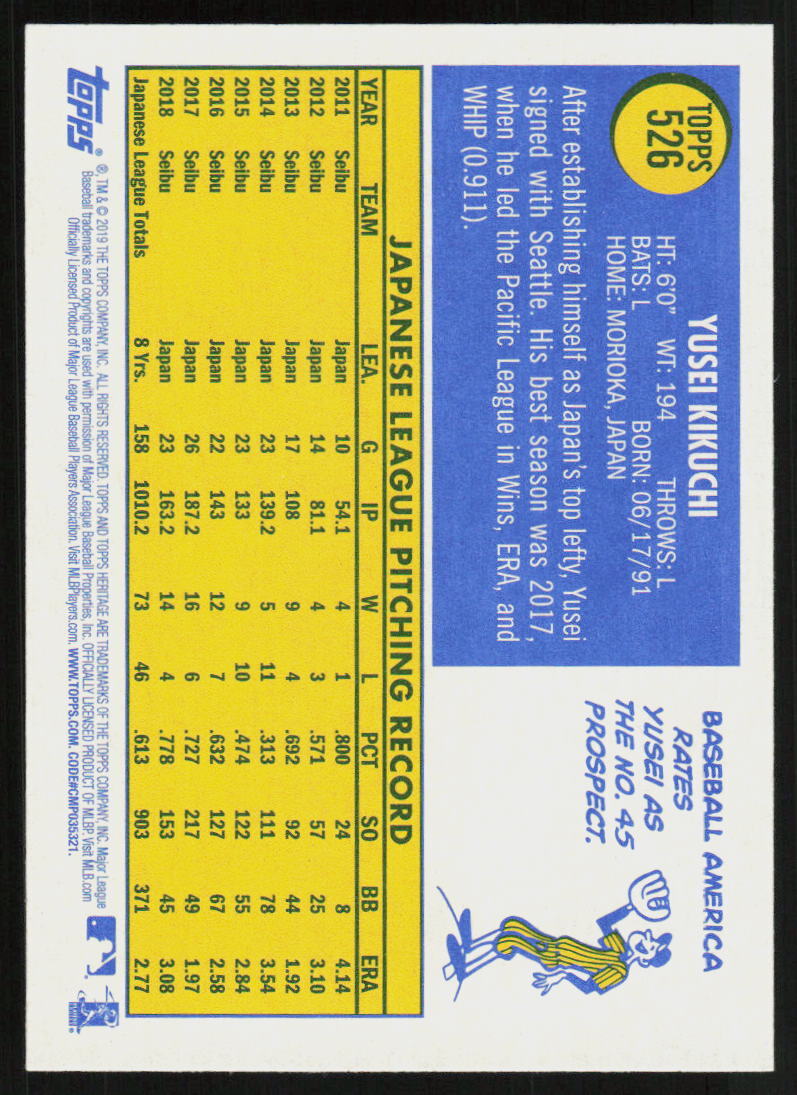 TOPPS
526
YUSEI KIKUCHI
HT: 6'0" WT: 194 THROWS: L
BATS: L BORN: 06/17/91
HOME: MORIOKA, JAPAN
After establishing himself as Japan's top lefty, Yusei
signed with Seattle. His best season was 2017,
when he led the Pacific League in Wins, ERA, and
WHIP (0.911).
BASEBALL AMERICA
RATES
YUSEI AS
THE NO. 45
PROSPECT.
JAPANESE LEAGUE PITCHING RECORD
YEAR TEAM LEA. G IP W L PCT SO BB ERA
2011 Seibu Japan 10 54.1 4 1 .800 24 8 4.14
2012 Seibu Japan 14 81.1 4 3 .571 57 25 3.10
2013 Seibu Japan 17 108 9 4 .692 92 44 1.92
2014 Seibu Japan 23 139.2 5 11 .313 111 78 3.54
2015 Seibu Japan 23 133 9 10 .474 122 55 2.84
2016 Seibu Japan 22 143 12 7 .632 127 67 2.58
2017 Seibu Japan 26 187.2 16 6 .727 217 49 1.97
2018 Seibu Japan 23 163.2 14 4 .778 153 45 3.08
Japanese League Totals 8 Yrs. 158 1010.2 73 46 .613 903 371 2.77
topps®
®, TM & © 2019 THE TOPPS COMPANY, INC. ALL RIGHTS RESERVED. TOPPS AND TOPPS HERITAGE ARE TRADEMARKS OF THE TOPPS COMPANY, INC. Major League
Baseball trademarks and copyrights are used with permission of Major League Baseball Properties, Inc. OFFICIALLY LICENSED PRODUCT OF MLBP. Visit MLB.com
Officially Licensed Product of Major League Baseball Players Association. Visit MLBPlayers.com. WWW.TOPPS.COM. CODE#CMP035321.